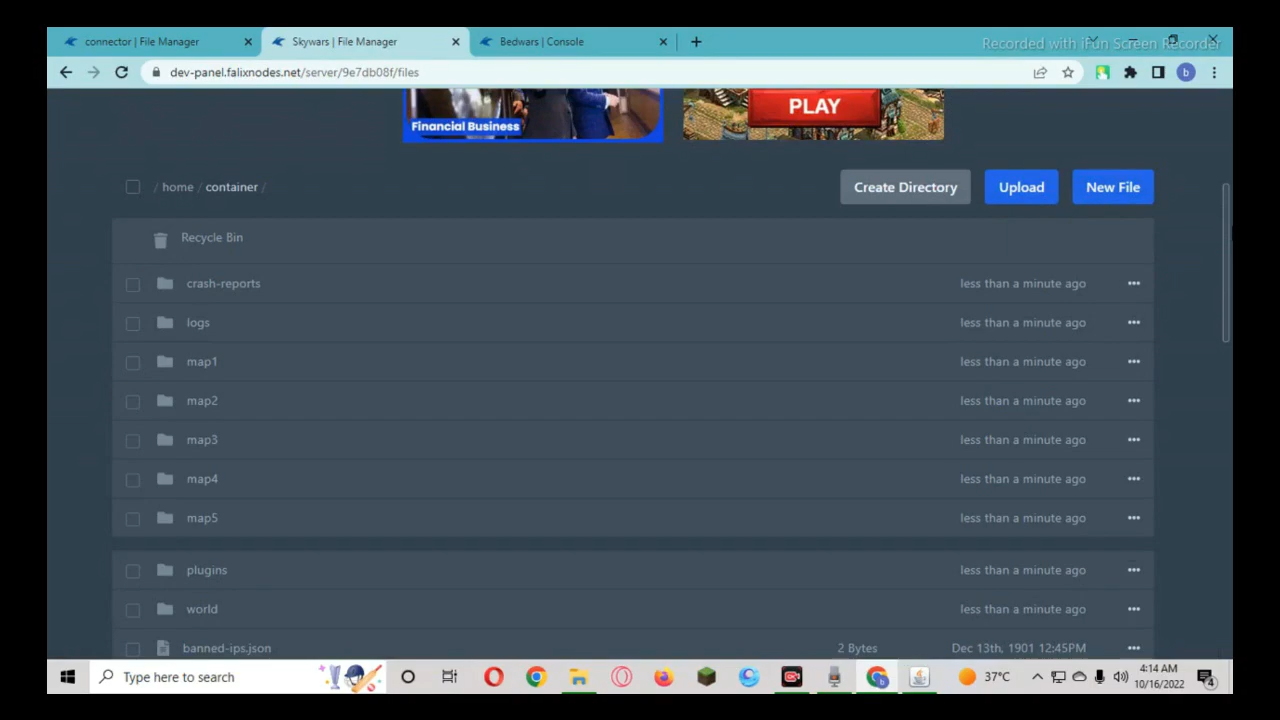 connector | File Manager
Skywars | File Manager
Bedwars | Console
Recorded with iFun Screen Recorder
dev-panel.falixnodes.net/server/9e7db08f/files
b
Financial Business
PLAY
/ home / container /
Create Directory
Upload
New File
Recycle Bin
crash-reports less than a minute ago
logs less than a minute ago
map1 less than a minute ago
map2 less than a minute ago
map3 less than a minute ago
map4 less than a minute ago
map5 less than a minute ago
plugins less than a minute ago
world less than a minute ago
banned-ips.json 2 Bytes Dec 13th, 1901 12:45PM
Type here to search
37°C
4:14 AM
10/16/2022
4